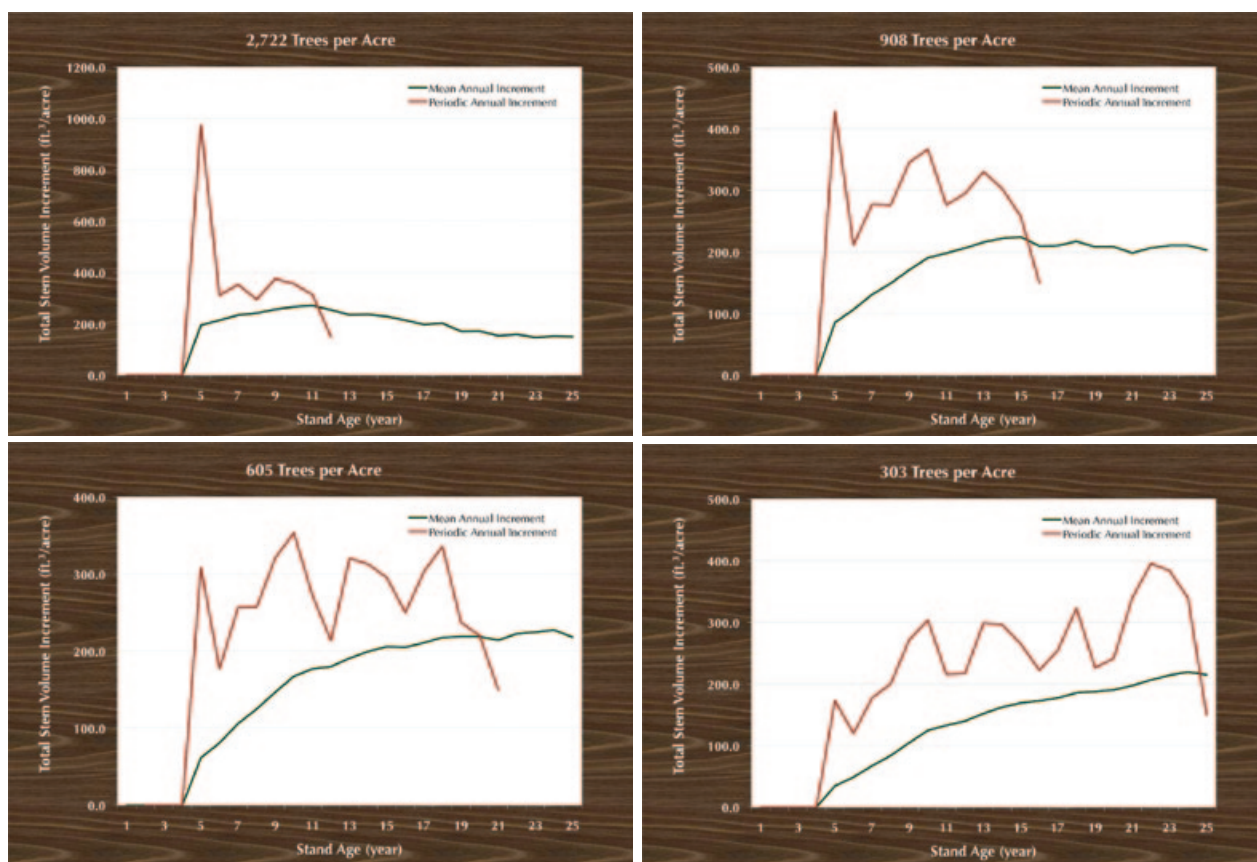 2,722 Trees per Acre
Total Stem Volume Increment (ft.³/acre)
1200.0
1000.0
800.0
600.0
400.0
200.0
0.0
Mean Annual Increment
Periodic Annual Increment
1 3 5 7 9 11 13 15 17 19 21 23 25
Stand Age (year)
908 Trees per Acre
Total Stem Volume Increment (ft.³/acre)
500.0
400.0
300.0
200.0
100.0
0.0
Mean Annual Increment
Periodic Annual Increment
1 3 5 7 9 11 13 15 17 19 21 23 25
Stand Age (year)
605 Trees per Acre
Total Stem Volume Increment (ft.³/acre)
400.0
300.0
200.0
100.0
0.0
Mean Annual Increment
Periodic Annual Increment
1 3 5 7 9 11 13 15 17 19 21 23 25
Stand Age (year)
303 Trees per Acre
Total Stem Volume Increment (ft.³/acre)
500.0
400.0
300.0
200.0
100.0
0.0
Mean Annual Increment
Periodic Annual Increment
1 3 5 7 9 11 13 15 17 19 21 23 25
Stand Age (year)